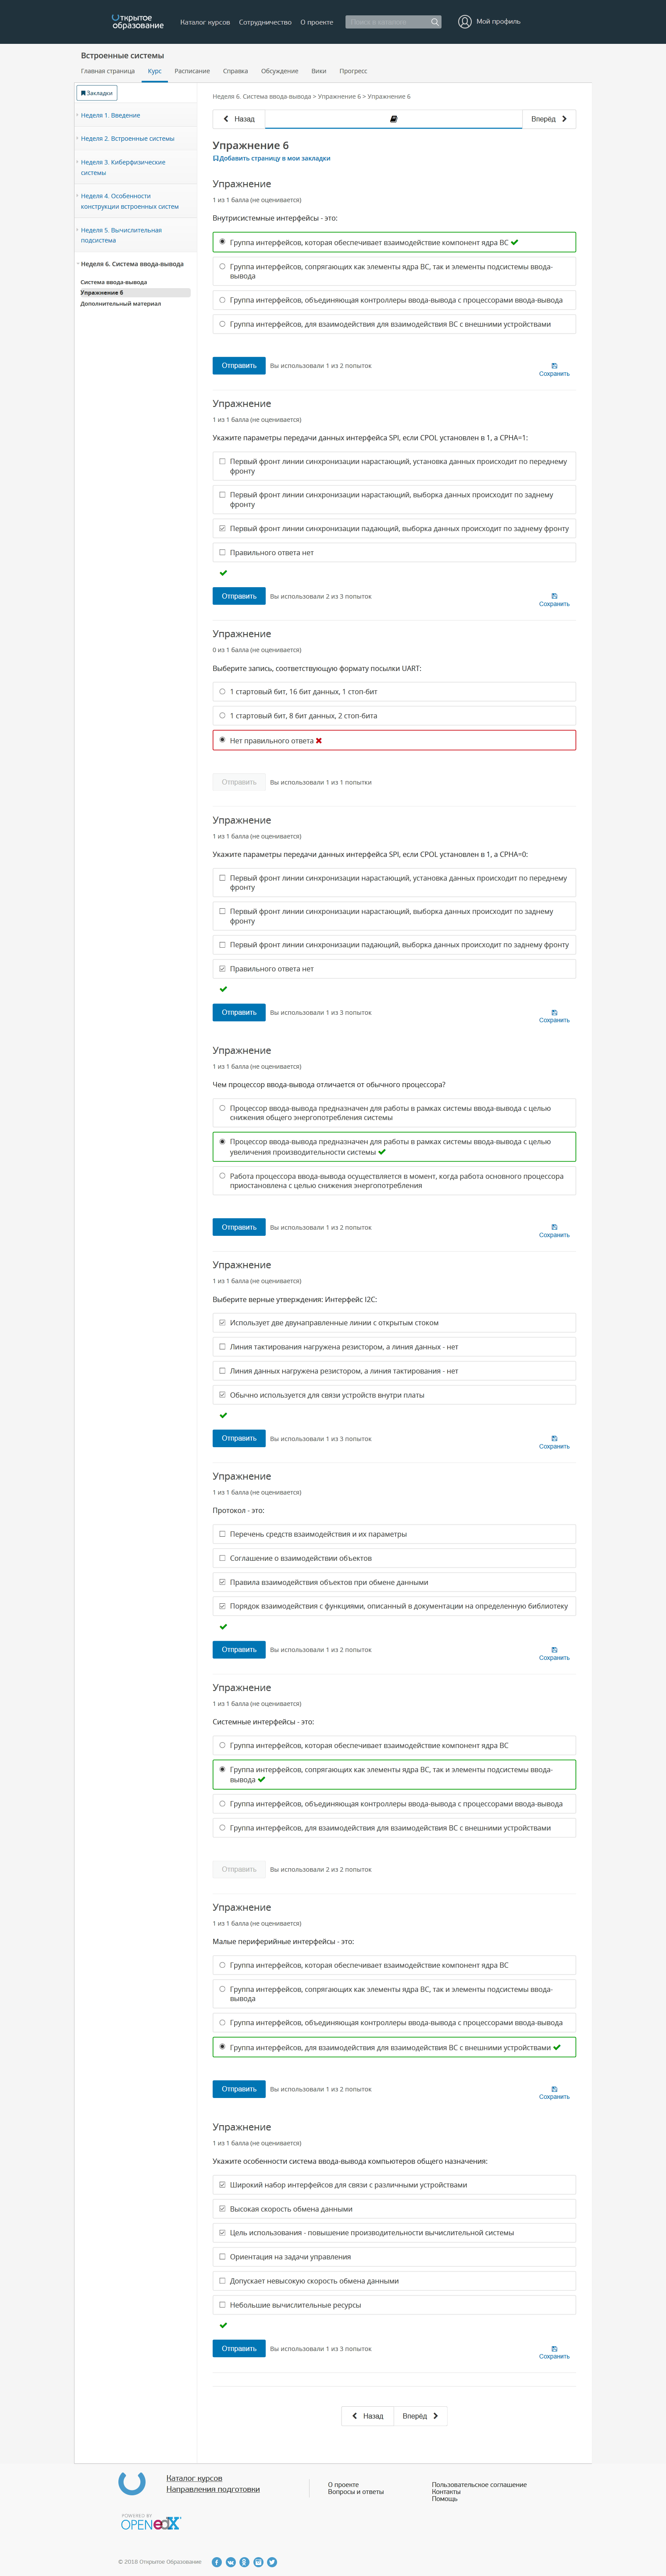 Открытое
образование
Каталог курсов
Сотрудничество
О проекте
Поиск в каталоге
Мой профиль
Встроенные системы
Главная страница
Курс
Расписание
Справка
Обсуждение
Вики
Прогресс
Закладки
Неделя 1. Введение
Неделя 2. Встроенные системы
Неделя 3. Киберфизические
системы
Неделя 4. Особенности
конструкции встроенных систем
Неделя 5. Вычислительная
подсистема
Неделя 6. Система ввода-вывода
Система ввода-вывода
Упражнение 6
Дополнительный материал
Неделя 6. Система ввода-вывода > Упражнение 6 > Упражнение 6
Назад
Вперёд
Упражнение 6
Добавить страницу в мои закладки
Упражнение
1 из 1 балла (не оценивается)
Внутрисистемные интерфейсы - это:
Группа интерфейсов, которая обеспечивает взаимодействие компонент ядра ВС
Группа интерфейсов, сопрягающих как элементы ядра ВС, так и элементы подсистемы ввода-
вывода
Группа интерфейсов, объединяющая контроллеры ввода-вывода с процессорами ввода-вывода
Группа интерфейсов, для взаимодействия для взаимодействия ВС с внешними устройствами
Отправить
Вы использовали 1 из 2 попыток
Сохранить
Упражнение
1 из 1 балла (не оценивается)
Укажите параметры передачи данных интерфейса SPI, если CPOL установлен в 1, а CPHA=1:
Первый фронт линии синхронизации нарастающий, установка данных происходит по переднему
фронту
Первый фронт линии синхронизации нарастающий, выборка данных происходит по заднему
фронту
Первый фронт линии синхронизации падающий, выборка данных происходит по заднему фронту
Правильного ответа нет
Отправить
Вы использовали 2 из 3 попыток
Сохранить
Упражнение
0 из 1 балла (не оценивается)
Выберите запись, соответствующую формату посылки UART:
1 стартовый бит, 16 бит данных, 1 стоп-бит
1 стартовый бит, 8 бит данных, 2 стоп-бита
Нет правильного ответа
Отправить
Вы использовали 1 из 1 попытки
Упражнение
1 из 1 балла (не оценивается)
Укажите параметры передачи данных интерфейса SPI, если CPOL установлен в 1, а CPHA=0:
Первый фронт линии синхронизации нарастающий, установка данных происходит по переднему
фронту
Первый фронт линии синхронизации нарастающий, выборка данных происходит по заднему
фронту
Первый фронт линии синхронизации падающий, выборка данных происходит по заднему фронту
Правильного ответа нет
Отправить
Вы использовали 1 из 3 попыток
Сохранить
Упражнение
1 из 1 балла (не оценивается)
Чем процессор ввода-вывода отличается от обычного процессора?
Процессор ввода-вывода предназначен для работы в рамках системы ввода-вывода с целью
снижения общего энергопотребления системы
Процессор ввода-вывода предназначен для работы в рамках системы ввода-вывода с целью
увеличения производительности системы
Работа процессора ввода-вывода осуществляется в момент, когда работа основного процессора
приостановлена с целью снижения энергопотребления
Отправить
Вы использовали 1 из 2 попыток
Сохранить
Упражнение
1 из 1 балла (не оценивается)
Выберите верные утверждения: Интерфейс I2C:
Использует две двунаправленные линии с открытым стоком
Линия тактирования нагружена резистором, а линия данных - нет
Линия данных нагружена резистором, а линия тактирования - нет
Обычно используется для связи устройств внутри платы
Отправить
Вы использовали 1 из 3 попыток
Сохранить
Упражнение
1 из 1 балла (не оценивается)
Протокол - это:
Перечень средств взаимодействия и их параметры
Соглашение о взаимодействии объектов
Правила взаимодействия объектов при обмене данными
Порядок взаимодействия с функциями, описанный в документации на определенную библиотеку
Отправить
Вы использовали 1 из 2 попыток
Сохранить
Упражнение
1 из 1 балла (не оценивается)
Системные интерфейсы - это:
Группа интерфейсов, которая обеспечивает взаимодействие компонент ядра ВС
Группа интерфейсов, сопрягающих как элементы ядра ВС, так и элементы подсистемы ввода-
вывода
Группа интерфейсов, объединяющая контроллеры ввода-вывода с процессорами ввода-вывода
Группа интерфейсов, для взаимодействия для взаимодействия ВС с внешними устройствами
Отправить
Вы использовали 2 из 2 попыток
Упражнение
1 из 1 балла (не оценивается)
Малые периферийные интерфейсы - это:
Группа интерфейсов, которая обеспечивает взаимодействие компонент ядра ВС
Группа интерфейсов, сопрягающих как элементы ядра ВС, так и элементы подсистемы ввода-
вывода
Группа интерфейсов, объединяющая контроллеры ввода-вывода с процессорами ввода-вывода
Группа интерфейсов, для взаимодействия для взаимодействия ВС с внешними устройствами
Отправить
Вы использовали 1 из 2 попыток
Сохранить
Упражнение
1 из 1 балла (не оценивается)
Укажите особенности система ввода-вывода компьютеров общего назначения:
Широкий набор интерфейсов для связи с различными устройствами
Высокая скорость обмена данными
Цель использования - повышение производительности вычислительной системы
Ориентация на задачи управления
Допускает невысокую скорость обмена данными
Небольшие вычислительные ресурсы
Отправить
Вы использовали 1 из 3 попыток
Сохранить
Назад
Вперёд
Каталог курсов
Направления подготовки
О проекте
Вопросы и ответы
Пользовательское соглашение
Контакты
Помощь
POWERED BY
OPEN edX
© 2018 Открытое Образование